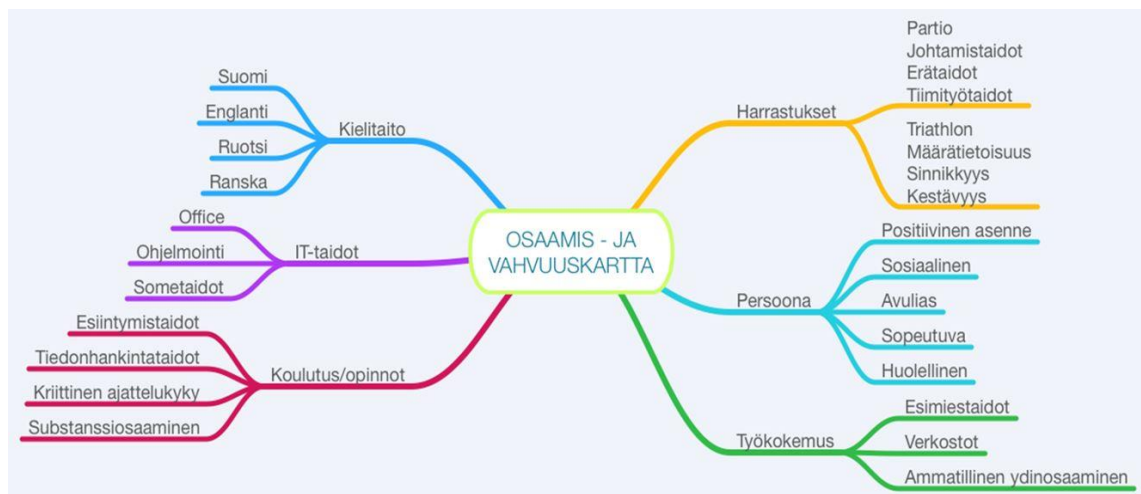 OSAAMIS - JA
VAHVUUSKARTTA
Kielitaito
Suomi
Englanti
Ruotsi
Ranska
IT-taidot
Office
Ohjelmointi
Sometaidot
Koulutus/opinnot
Esiintymistaidot
Tiedonhankintataidot
Kriittinen ajattelukyky
Substanssiosaaminen
Harrastukset
Partio
Johtamistaidot
Erätaidot
Tiimityötaidot
Triathlon
Määrätietoisuus
Sinnikkyys
Kestävyys
Persoona
Positiivinen asenne
Sosiaalinen
Avulias
Sopeutuva
Huolellinen
Työkokemus
Esimiestaidot
Verkostot
Ammatillinen ydinosaaminen